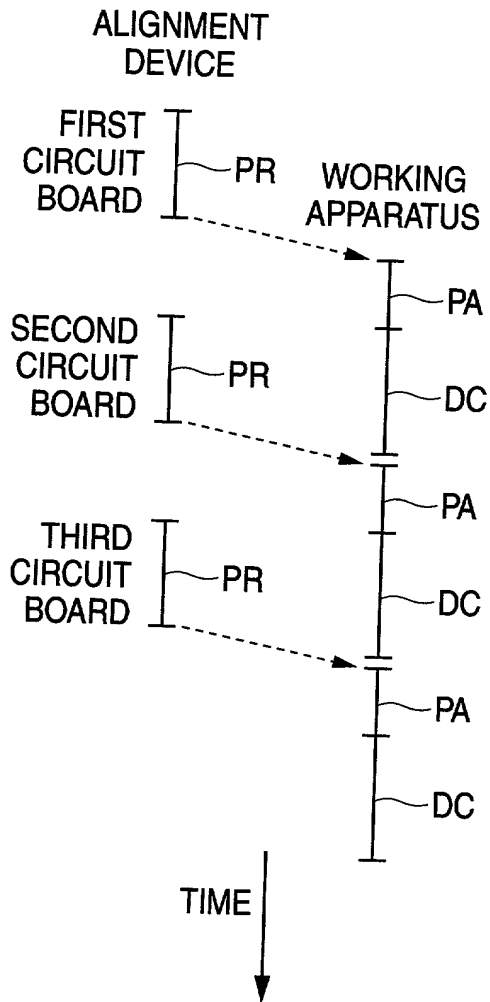 ALIGNMENT
DEVICE
FIRST
CIRCUIT
BOARD
PR
WORKING
APPARATUS
PA
SECOND
CIRCUIT
BOARD
PR
DC
PA
THIRD
CIRCUIT
BOARD
PR
DC
PA
DC
TIME